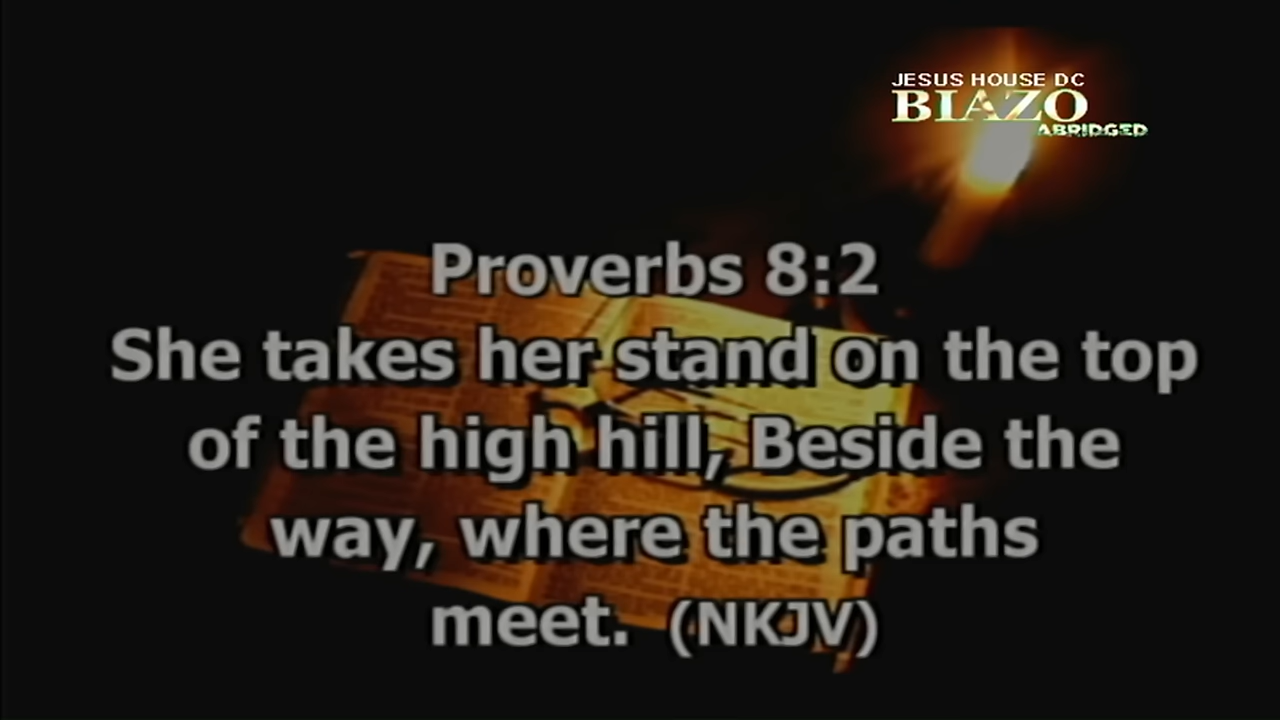 JESUS HOUSE DC
BIAZO
ABRIDGED
Proverbs 8:2
She takes her stand on the top
of the high hill, Beside the
way, where the paths
meet. (NKJV)